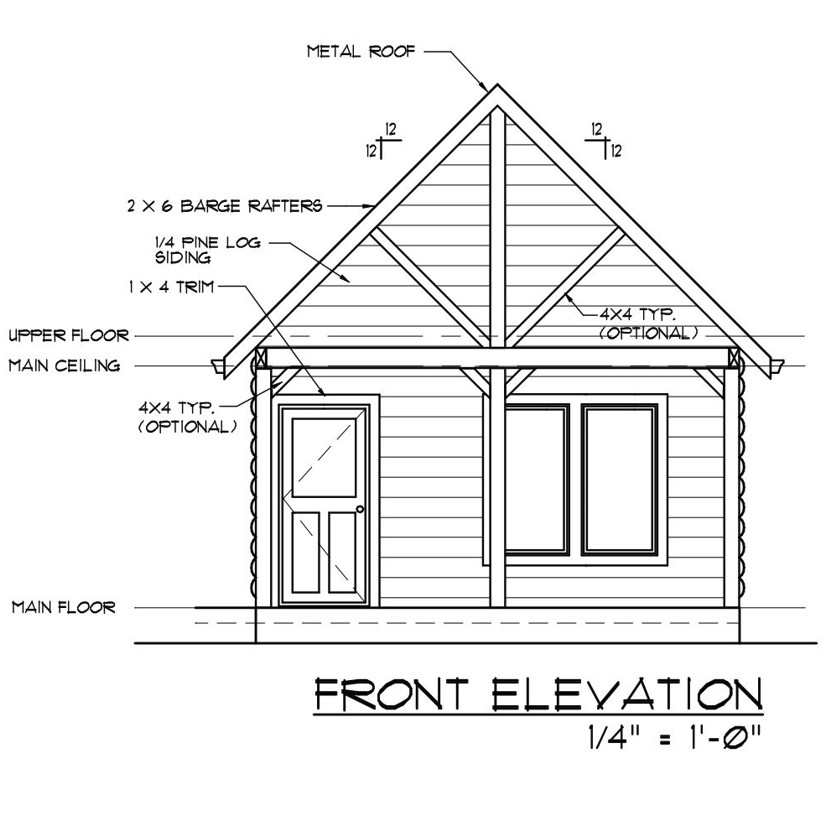 METAL ROOF
12
12
12
12
2 X 6 BARGE RAFTERS
1/4 PINE LOG
SIDING
1 X 4 TRIM
4X4 TYP.
(OPTIONAL)
UPPER FLOOR
MAIN CEILING
4X4 TYP.
(OPTIONAL)
MAIN FLOOR
FRONT ELEVATION
1/4" = 1'-Ø"